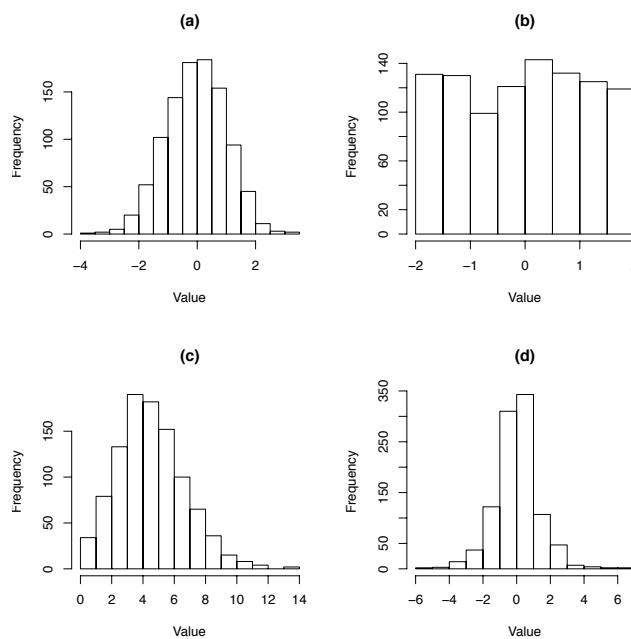 (a)
Frequency
0 50 100 150
-4 -2 0 2
Value
(b)
Frequency
0 20 60 100 140
-2 -1 0 1
Value
(c)
Frequency
0 50 100 150
0 2 4 6 8 10 12 14
Value
(d)
Frequency
0 50 150 250 350
-6 -4 -2 0 2 4 6
Value